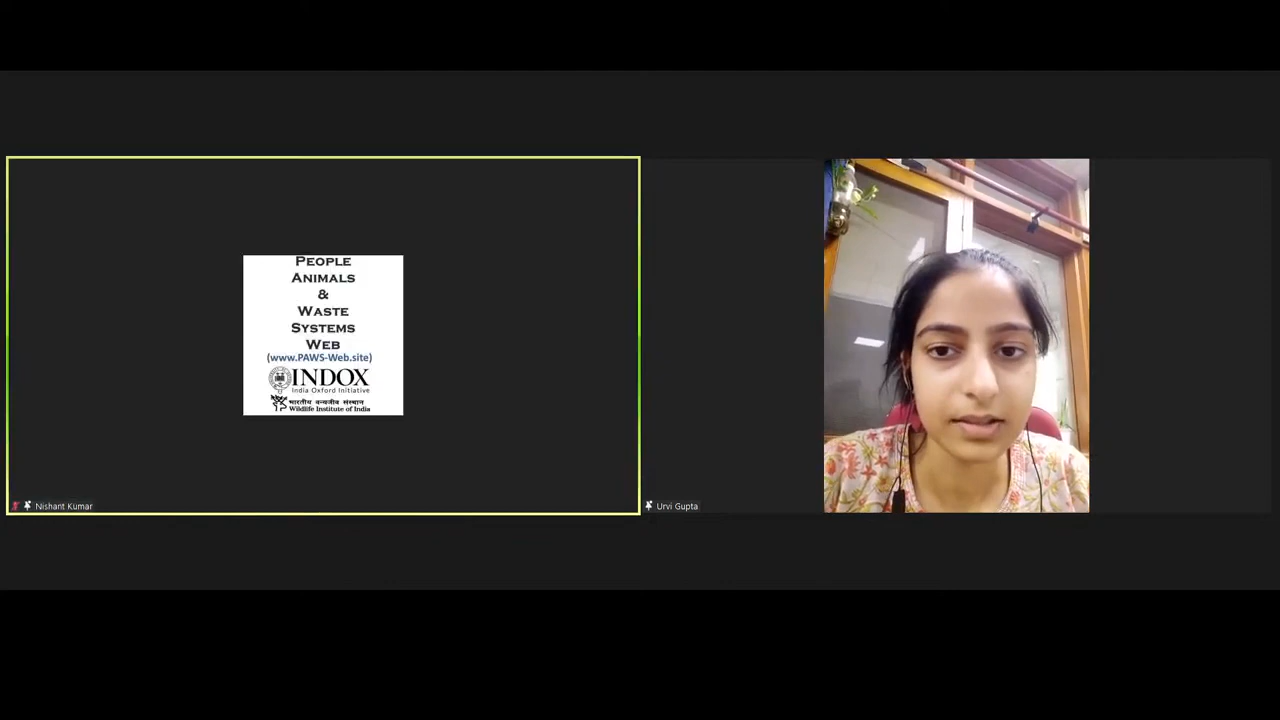 PEOPLE
ANIMALS
&
WASTE
SYSTEMS
WEB
(www.PAWS-Web.site)
INDOX
India Oxford Initiative
भारतीय वन्यजीव संस्थान
Wildlife Institute of India
Nishant Kumar
Urvi Gupta